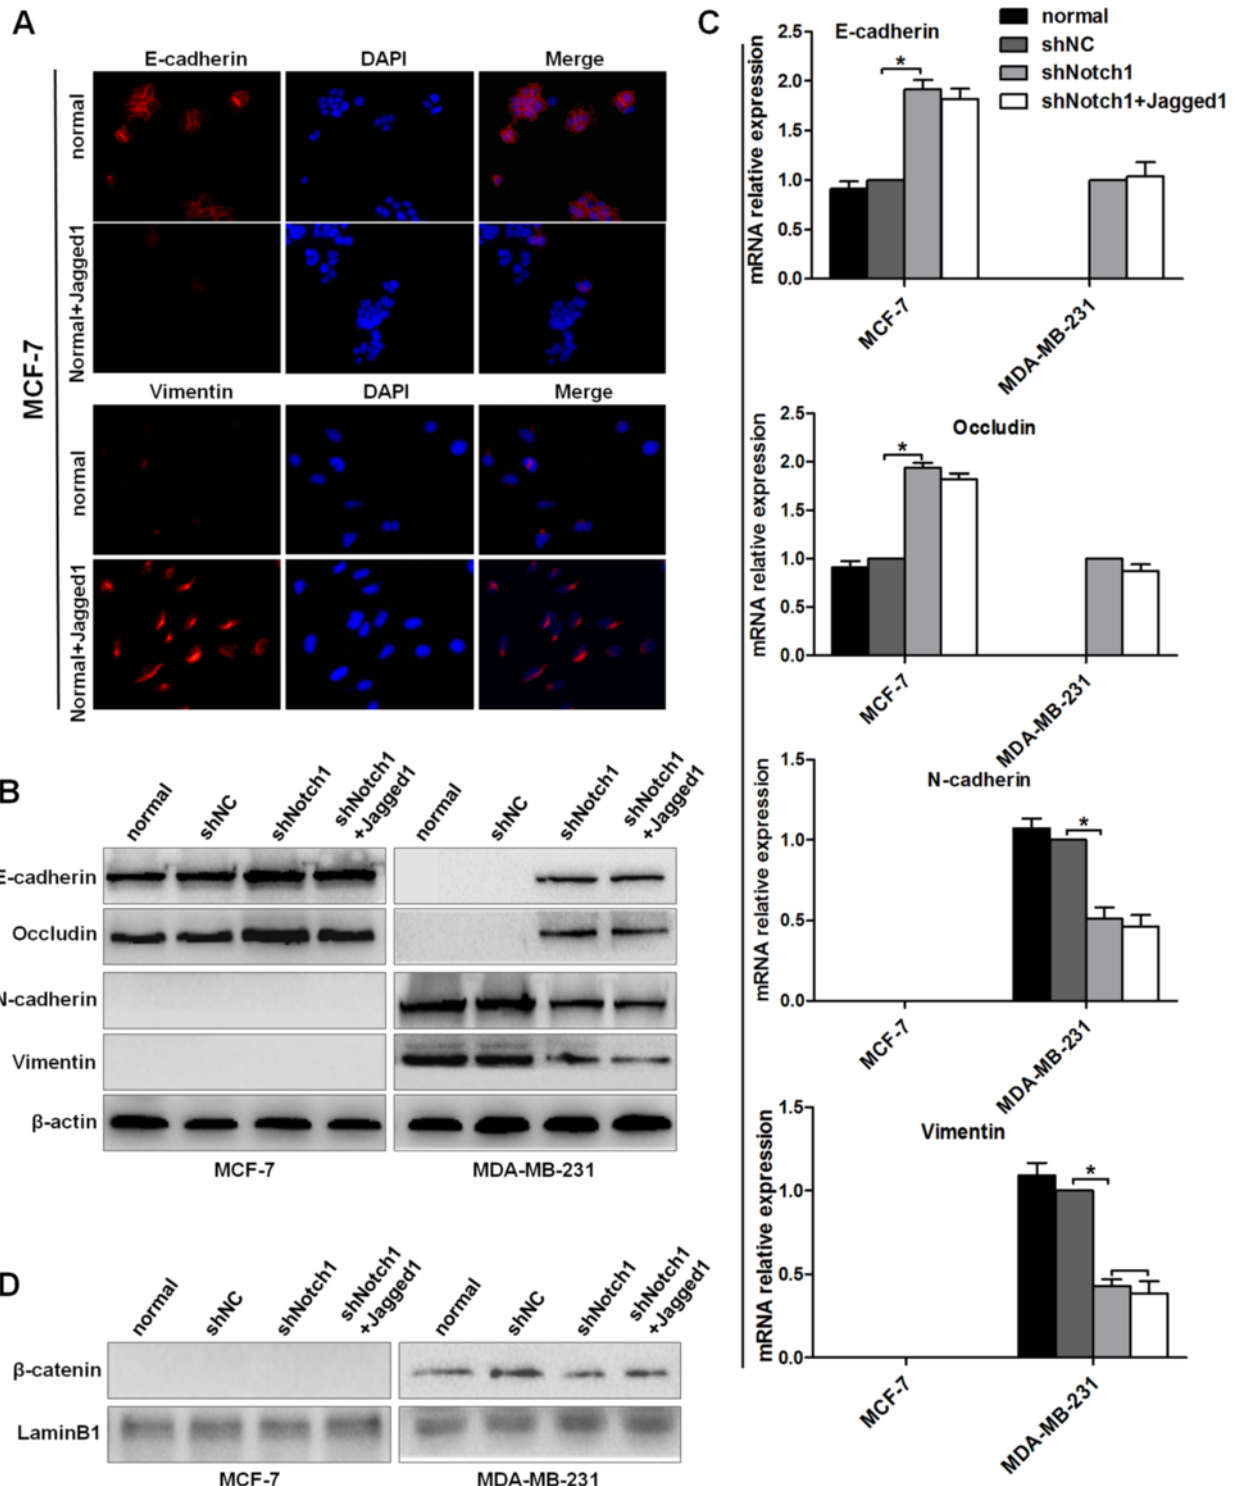 A
E-cadherin DAPI Merge
normal
Normal+Jagged1
MCF-7
Vimentin DAPI Merge
normal
Normal+Jagged1
B
normal shNC shNotch1 shNotch1 +Jagged1 normal shNC shNotch1 shNotch1 +Jagged1
E-cadherin
Occludin
N-cadherin
Vimentin
β-actin
MCF-7 MDA-MB-231
D
normal shNC shNotch1 shNotch1 +Jagged1 normal shNC shNotch1 shNotch1 +Jagged1
β-catenin
LaminB1
MCF-7 MDA-MB-231
C
normal
shNC
shNotch1
shNotch1+Jagged1
E-cadherin
mRNA relative expression
2.5
2.0
1.5
1.0
0.5
0.0
*
MCF-7 MDA-MB-231
Occludin
mRNA relative expression
2.5
2.0
1.5
1.0
0.5
0.0
*
MCF-7 MDA-MB-231
N-cadherin
mRNA relative expression
1.5
1.0
0.5
0.0
*
MCF-7 MDA-MB-231
Vimentin
mRNA relative expression
1.5
1.0
0.5
0.0
*
MCF-7 MDA-MB-231